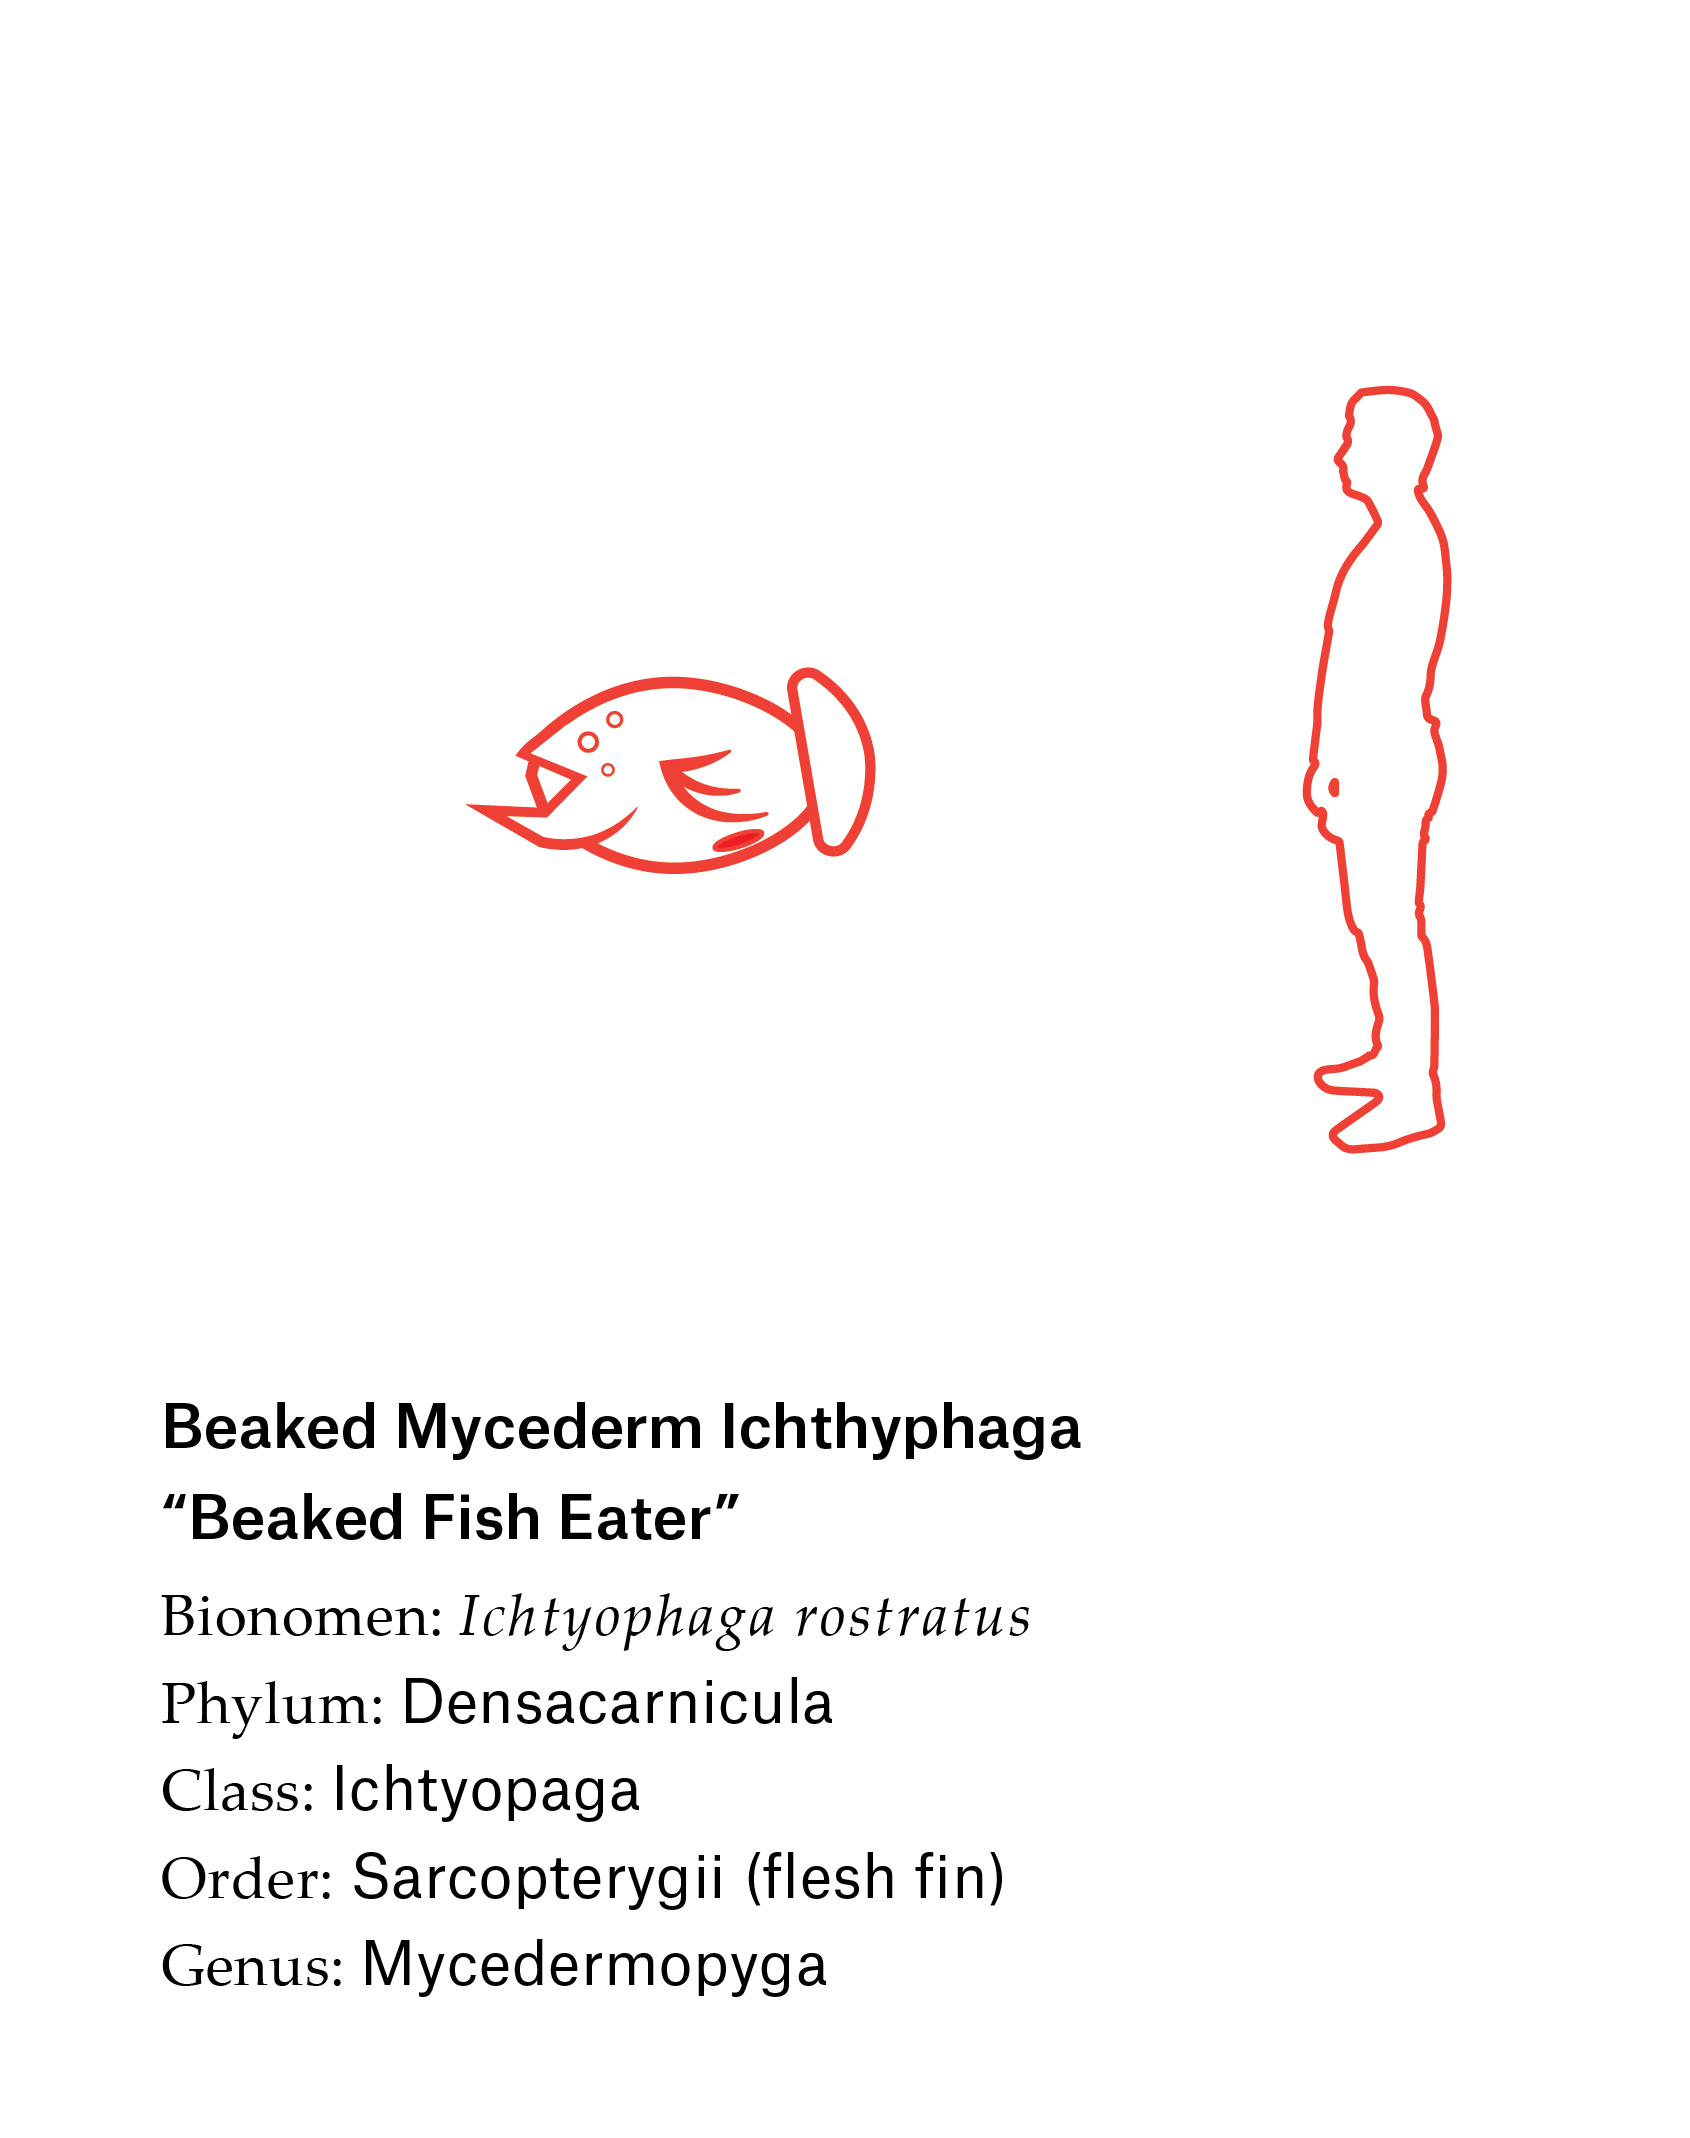 Beaked Mycederm Ichthyphaga
“Beaked Fish Eater”
Bionomen: Ichtyophaga rostratus
Phylum: Densacarnicula
Class: Ichtyopaga
Order: Sarcopterygii (flesh fin)
Genus: Mycedermopyga